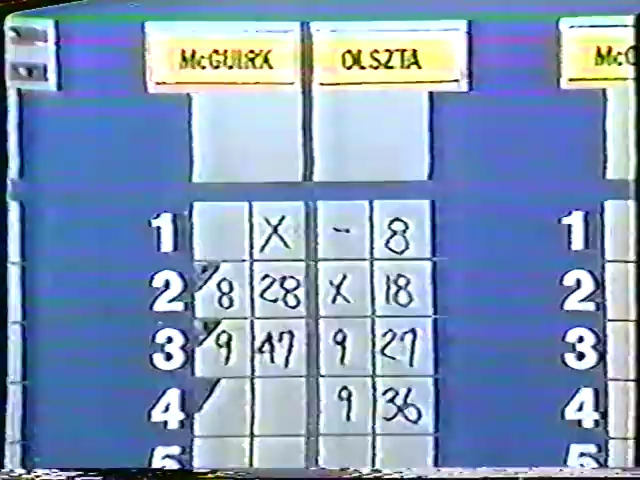 McGUIRK OLSZTA McG
1 X - 8 1
2 /8 28 X 18 2
3 /9 47 9 27 3
4 / 9 36 4
5 5